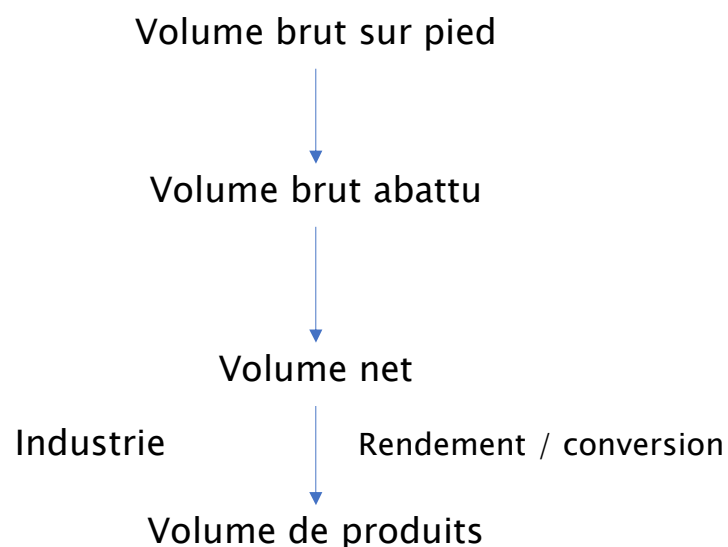 Volume brut sur pied
Volume brut abattu
Volume net
Industrie
Rendement / conversion
Volume de produits